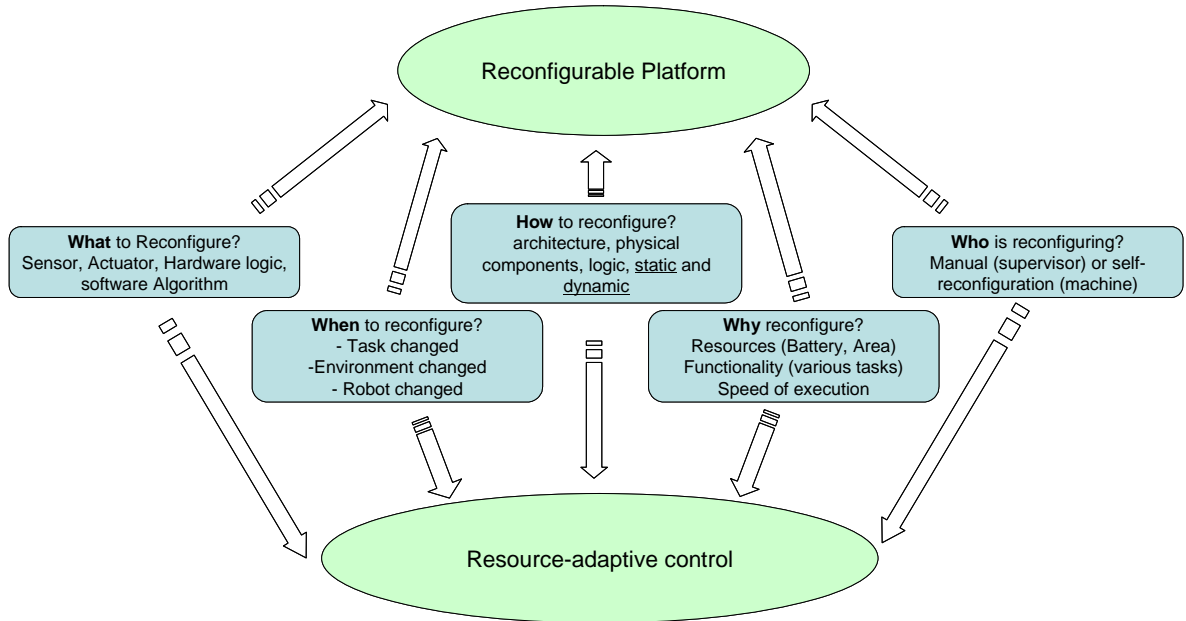 Reconfigurable Platform
What to Reconfigure?
Sensor, Actuator, Hardware logic,
software Algorithm
When to reconfigure?
- Task changed
-Environment changed
- Robot changed
How to reconfigure?
architecture, physical
components, logic, static and
dynamic
Why reconfigure?
Resources (Battery, Area)
Functionality (various tasks)
Speed of execution
Who is reconfiguring?
Manual (supervisor) or self-
reconfiguration (machine)
Resource-adaptive control